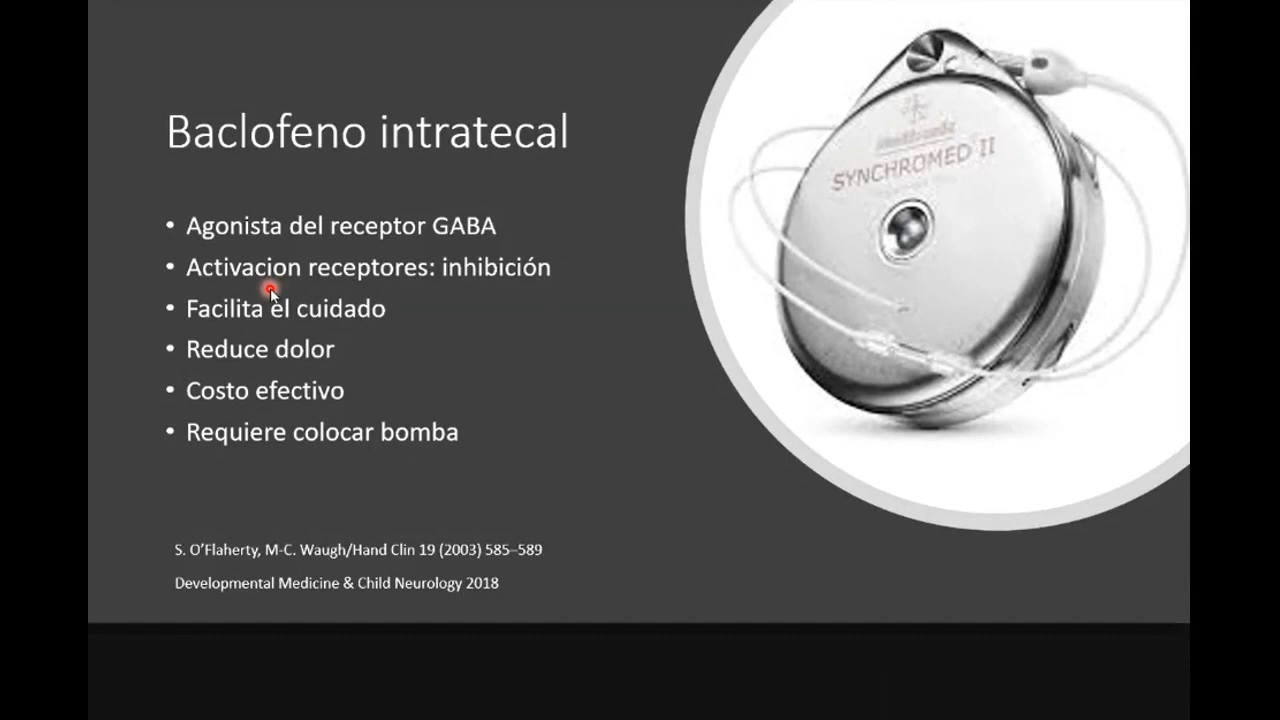 Baclofeno intratecal
• Agonista del receptor GABA
• Activacion receptores: inhibición
• Facilita el cuidado
• Reduce dolor
• Costo efectivo
• Requiere colocar bomba
S. O'Flaherty, M-C. Waugh/Hand Clin 19 (2003) 585–589
Developmental Medicine & Child Neurology 2018
SYNCHROMED II